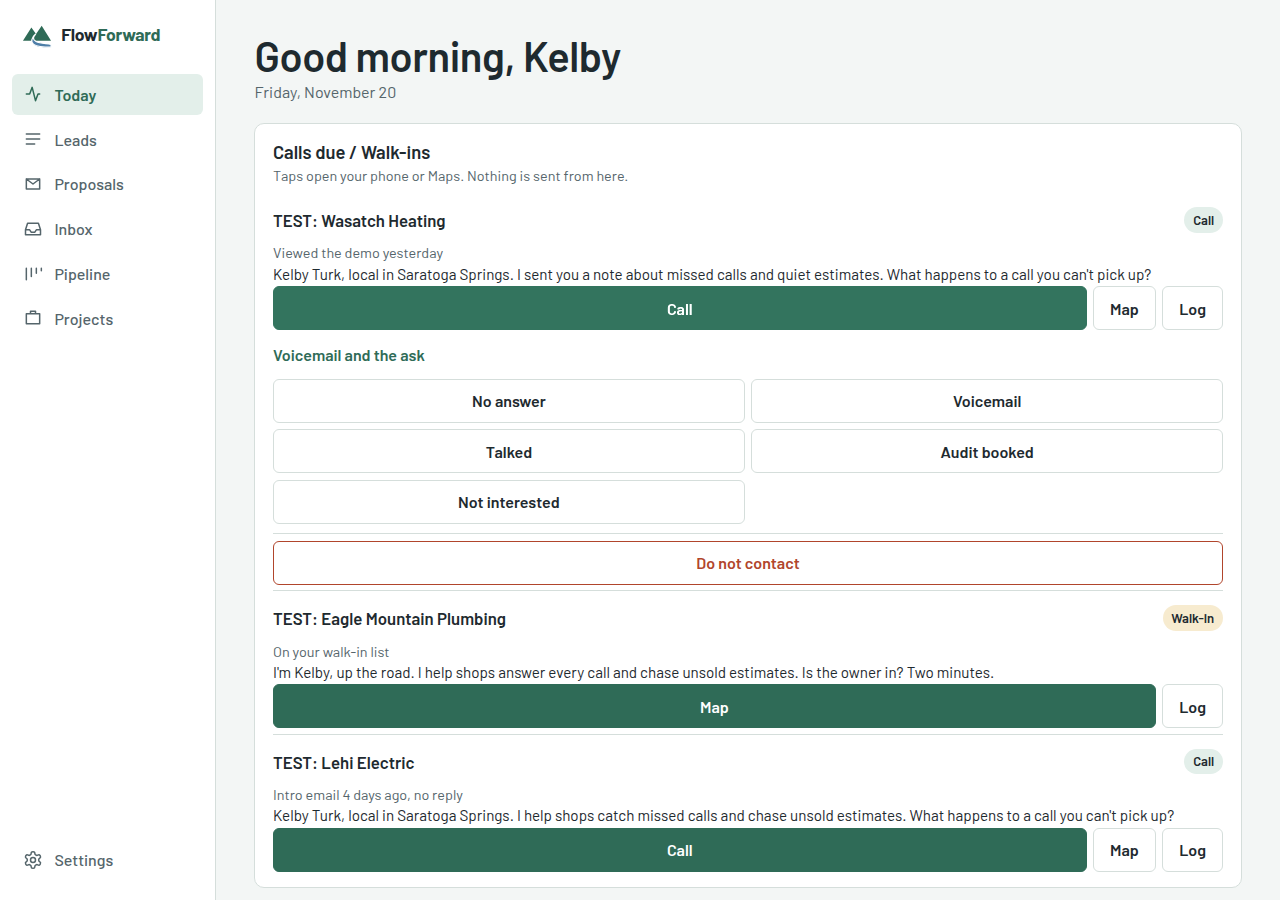 FlowForward
Today
Leads
Proposals
Inbox
Pipeline
Projects
Settings
Good morning, Kelby
Friday, November 20
Calls due / Walk-ins
Taps open your phone or Maps. Nothing is sent from here.
TEST: Wasatch Heating
Call
Viewed the demo yesterday
Kelby Turk, local in Saratoga Springs. I sent you a note about missed calls and quiet estimates. What happens to a call you can't pick up?
Call
Map
Log
Voicemail and the ask
No answer
Voicemail
Talked
Audit booked
Not interested
Do not contact
TEST: Eagle Mountain Plumbing
Walk-In
On your walk-in list
I'm Kelby, up the road. I help shops answer every call and chase unsold estimates. Is the owner in? Two minutes.
Map
Log
TEST: Lehi Electric
Call
Intro email 4 days ago, no reply
Kelby Turk, local in Saratoga Springs. I help shops catch missed calls and chase unsold estimates. What happens to a call you can't pick up?
Call
Map
Log